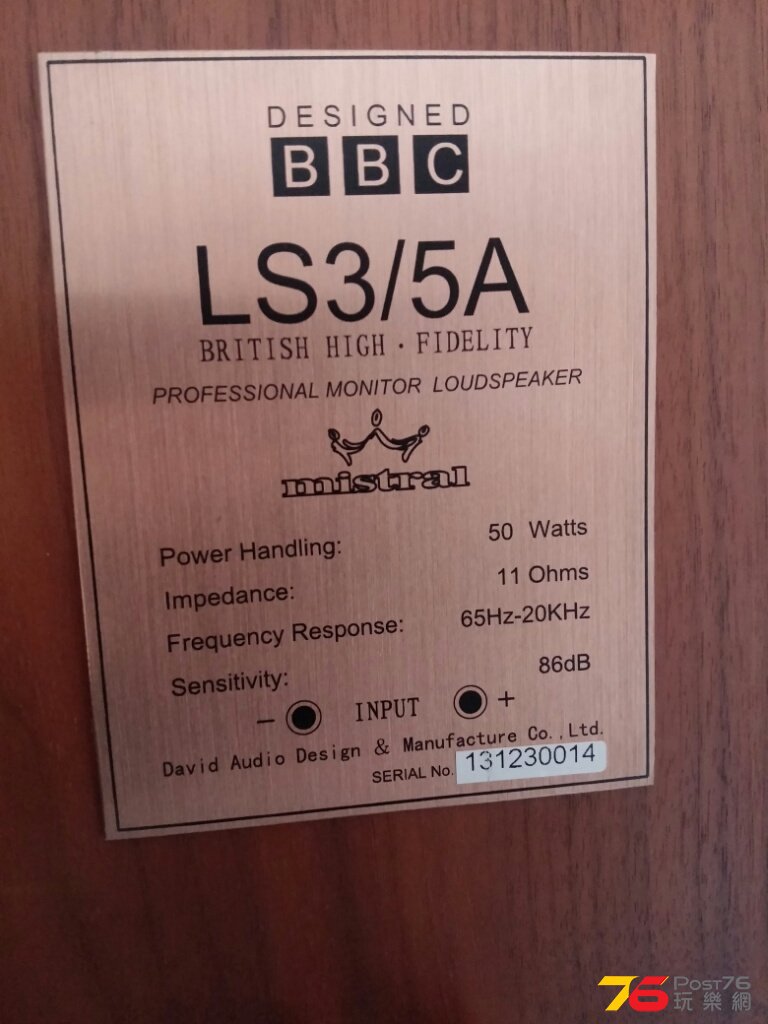 DESIGNED
BBC
LS3/5A
BRITISH HIGH · FIDELITY
PROFESSIONAL MONITOR LOUDSPEAKER
mistral
Power Handling: 50 Watts
Impedance: 11 Ohms
Frequency Response: 65Hz-20KHz
Sensitivity: 86dB
− INPUT +
David Audio Design & Manufacture Co.,Ltd.
SERIAL No. 131230014
76 POST76
玩樂網